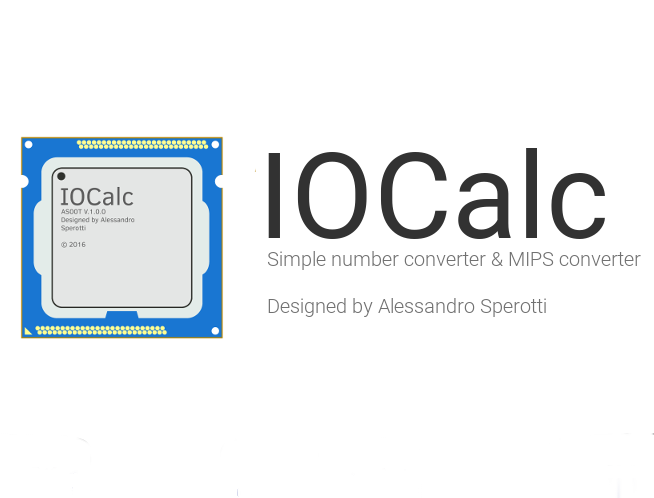 IOCalc
ASDOT V.1.0.0
Designed by Alessandro
Sperotti
© 2016
IOCalc
Simple number converter & MIPS converter
Designed by Alessandro Sperotti